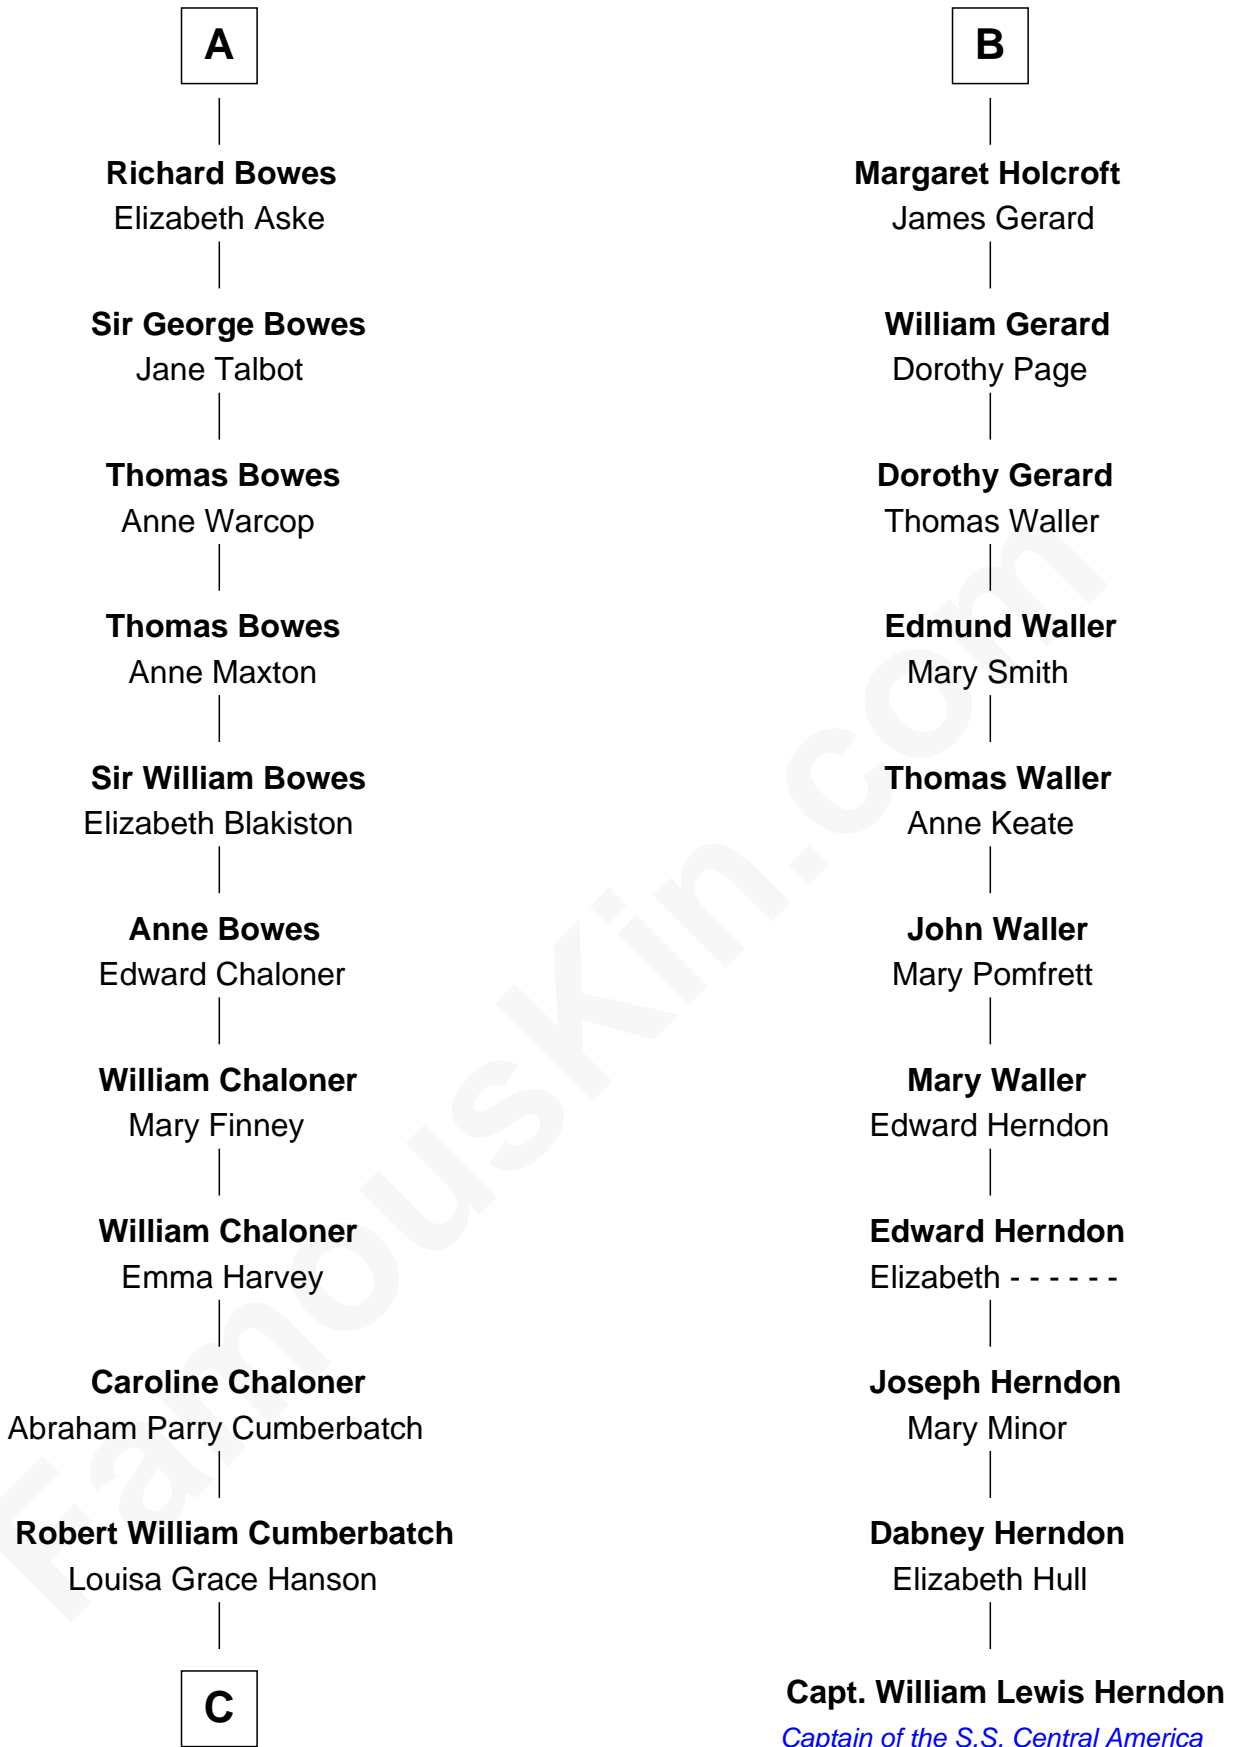 A
Richard Bowes
Elizabeth Aske
Sir George Bowes
Jane Talbot
Thomas Bowes
Anne Warcop
Thomas Bowes
Anne Maxton
Sir William Bowes
Elizabeth Blakiston
Anne Bowes
Edward Chaloner
William Chaloner
Mary Finney
William Chaloner
Emma Harvey
Caroline Chaloner
Abraham Parry Cumberbatch
Robert William Cumberbatch
Louisa Grace Hanson
C
B
Margaret Holcroft
James Gerard
William Gerard
Dorothy Page
Dorothy Gerard
Thomas Waller
Edmund Waller
Mary Smith
Thomas Waller
Anne Keate
John Waller
Mary Pomfrett
Mary Waller
Edward Herndon
Edward Herndon
Elizabeth - - - - - -
Joseph Herndon
Mary Minor
Dabney Herndon
Elizabeth Hull
Capt. William Lewis Herndon
Captain of the S.S. Central America
FamousKin.com